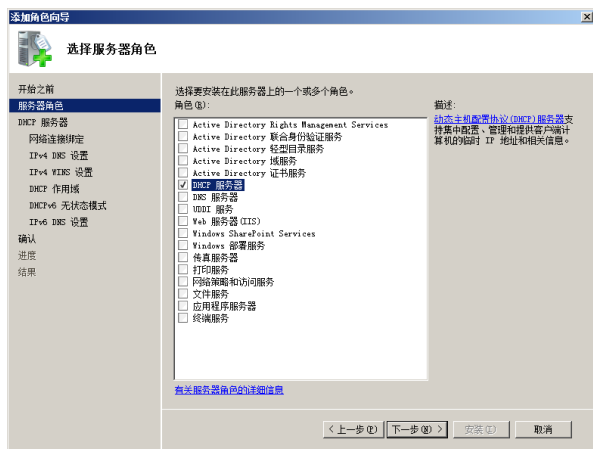 添加角色向导
选择服务器角色
开始之前
服务器角色
DHCP 服务器
网络连接绑定
IPv4 DNS 设置
IPv4 WINS 设置
DHCP 作用域
DHCPv6 无状态模式
IPv6 DNS 设置
确认
进度
结果
选择要安装在此服务器上的一个或多个角色。
角色(R):
Active Directory Rights Management Services
Active Directory 联合身份验证服务
Active Directory 轻型目录服务
Active Directory 域服务
Active Directory 证书服务
DHCP 服务器
DNS 服务器
UDDI 服务
Web 服务器(IIS)
Windows SharePoint Services
Windows 部署服务
传真服务器
打印服务
网络策略和访问服务
文件服务
应用程序服务器
终端服务
有关服务器角色的详细信息
描述:
动态主机配置协议(DHCP)服务器支
持集中配置、管理和提供客户端计
算机的临时 IP 地址和相关信息。
< 上一步(P)
下一步(N) >
安装(I)
取消